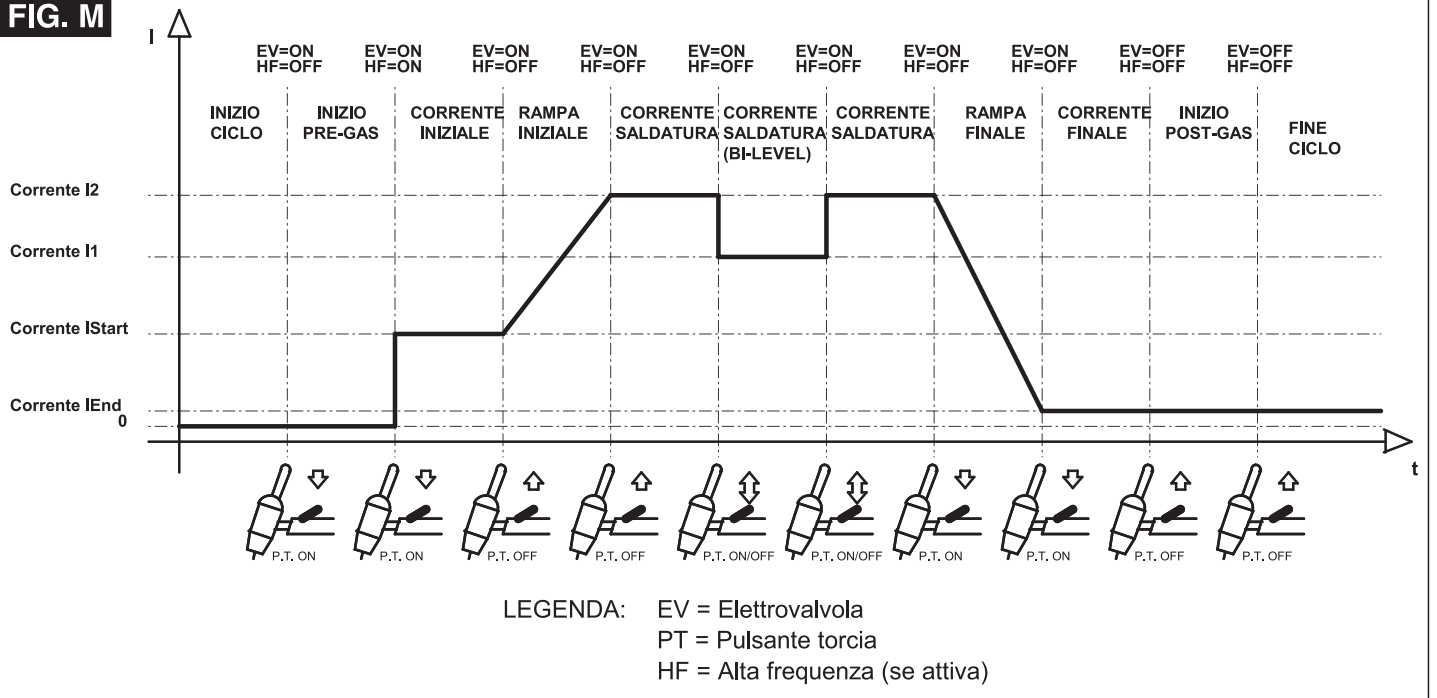 FIG. M
I
EV=ON EV=ON EV=ON EV=ON EV=ON EV=ON EV=ON EV=ON EV=OFF EV=OFF
HF=OFF HF=ON HF=OFF HF=OFF HF=OFF HF=OFF HF=OFF HF=OFF HF=OFF HF=OFF
INIZIO
CICLO
INIZIO
PRE-GAS
CORRENTE
INIZIALE
RAMPA
INIZIALE
CORRENTE
SALDATURA
CORRENTE
SALDATURA
(BI-LEVEL)
CORRENTE
SALDATURA
RAMPA
FINALE
CORRENTE
FINALE
INIZIO
POST-GAS
FINE
CICLO
Corrente I2
Corrente I1
Corrente IStart
Corrente IEnd
0
t
P.T. ON P.T. ON P.T. OFF P.T. OFF P.T. ON/OFF P.T. ON/OFF P.T. ON P.T. ON P.T. OFF P.T. OFF
LEGENDA: EV = Elettrovalvola
PT = Pulsante torcia
HF = Alta frequenza (se attiva)